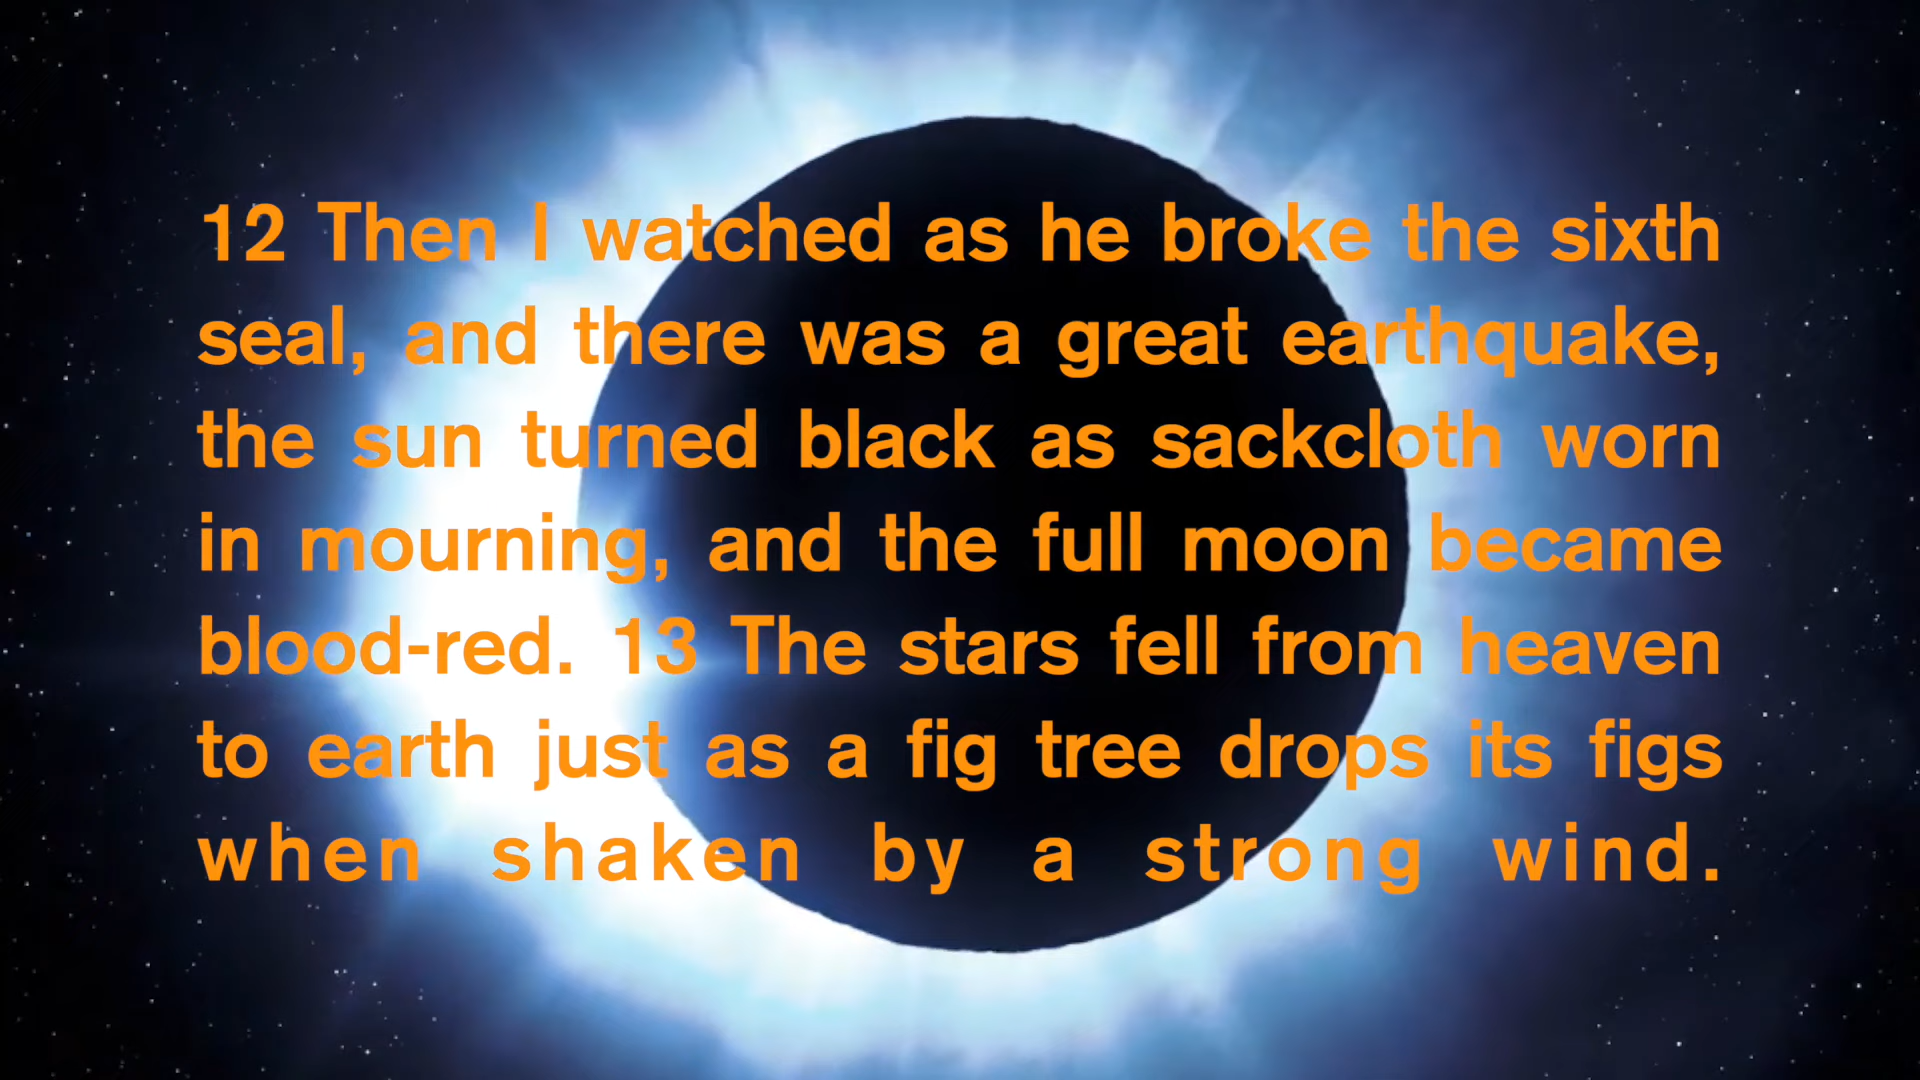 12 Then I watched as he broke the sixth
seal, and there was a great earthquake,
the sun turned black as sackcloth worn
in mourning, and the full moon became
blood-red. 13 The stars fell from heaven
to earth just as a fig tree drops its figs
when shaken by a strong wind.